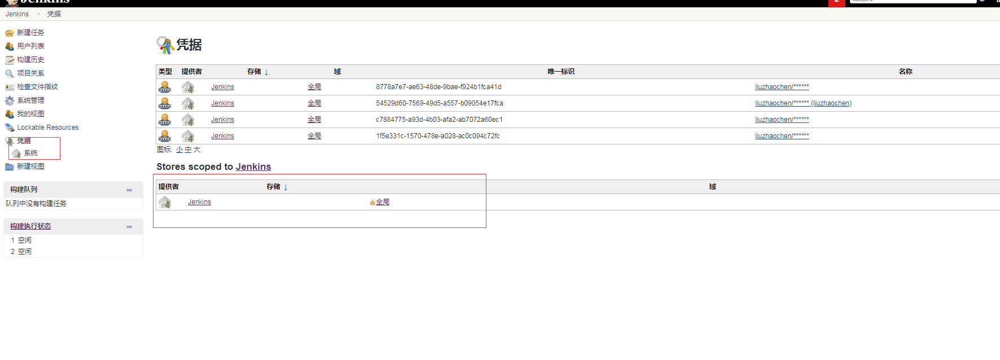 Jenkins
2
Jenkins 凭据
新建任务
用户列表
构建历史
项目关系
检查文件指纹
系统管理
我的视图
Lockable Resources
凭据
系统
新建视图
构建队列
队列中没有构建任务
构建执行状态
1 空闲
2 空闲
凭据
类型 提供者 存储 ↓ 域 唯一标识 名称
Jenkins 全局 8778a7e7-ae63-48de-9bae-f924b1fca41d liuzhaochen/******
Jenkins 全局 54529d60-7569-49d5-a557-b09054e17fca liuzhaochen/****** (liuzhaochen)
Jenkins 全局 c7884775-a93d-4b03-afa2-ab7072a60ec1 liuzhaochen/******
Jenkins 全局 1f5e331c-1570-478e-a028-ac0c094c72fc liuzhaochen/******
图标: 小 中 大
Stores scoped to Jenkins
提供者 存储 ↓ 域
Jenkins 全局